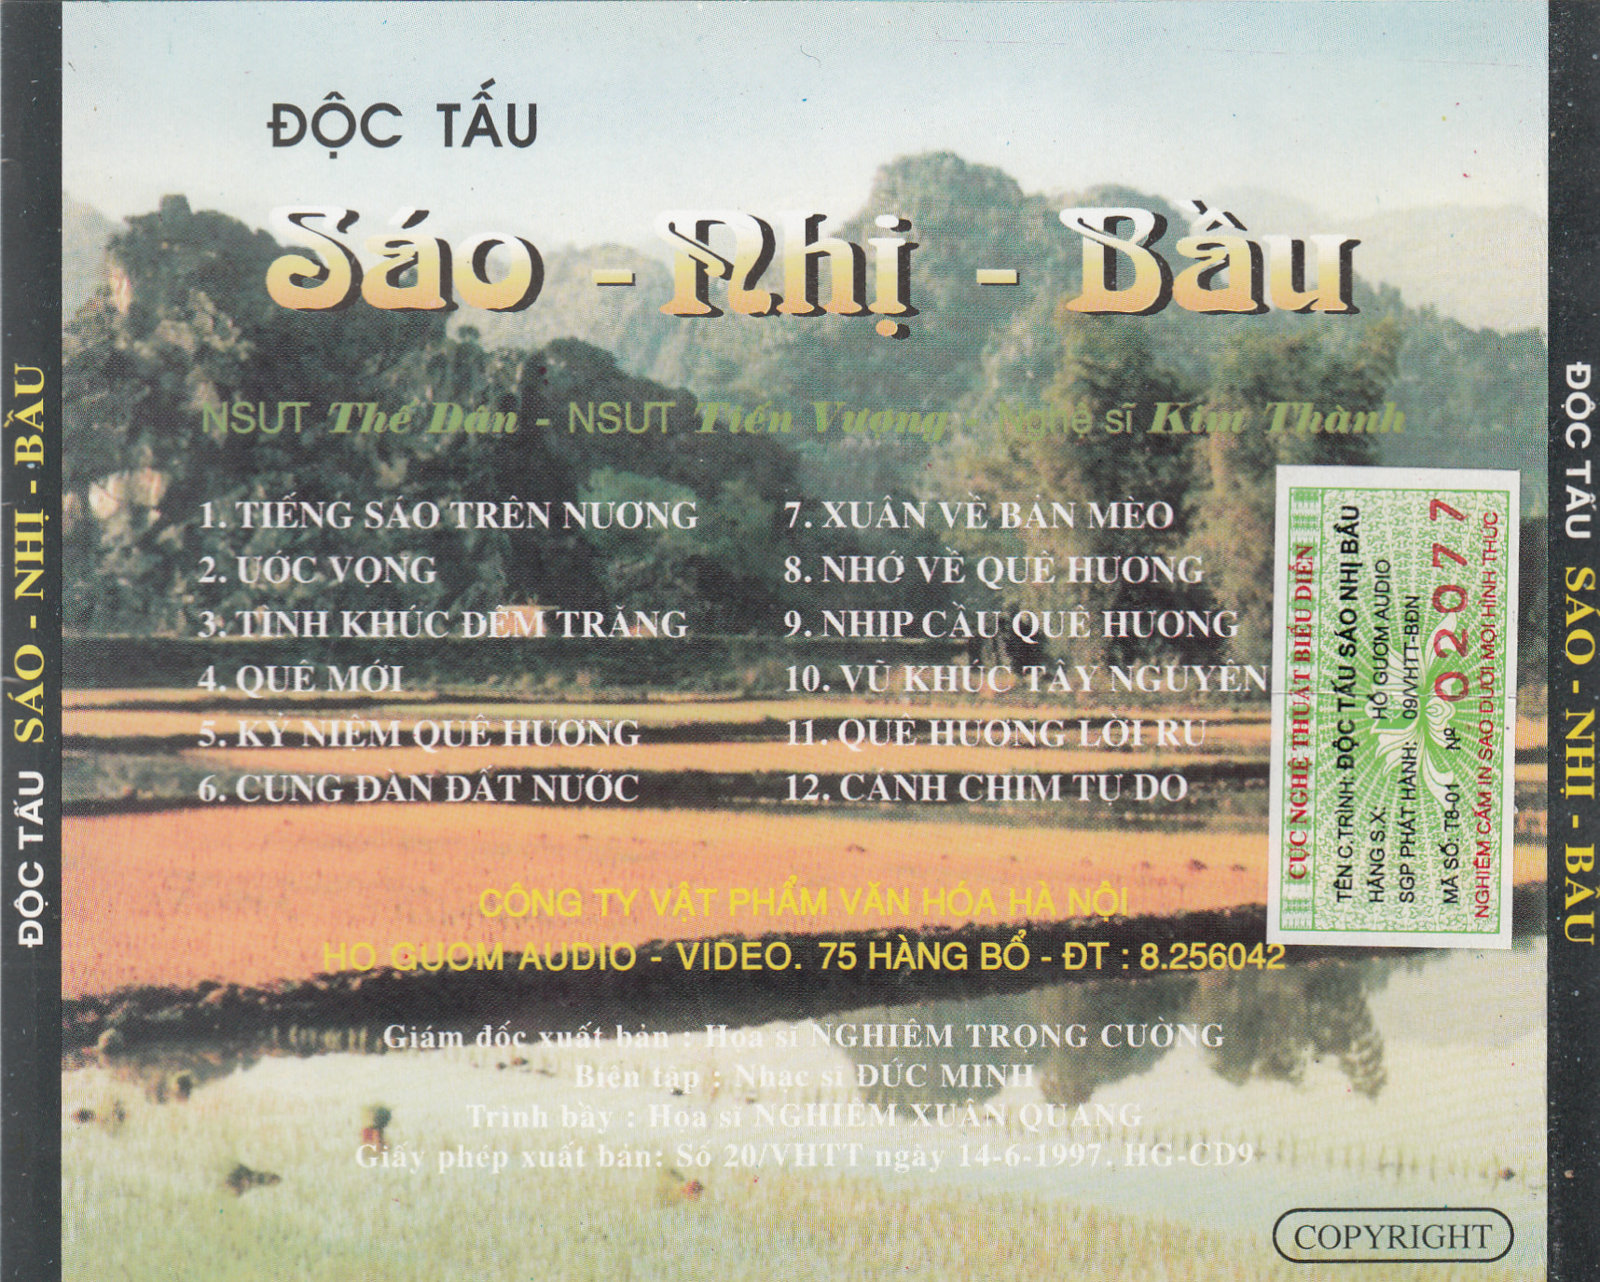 ĐỘC TẤU
Sáo - Nhị - Bầu
NSUT Thế Dân - NSUT Tiến Vượng - Nghệ sĩ Kim Thành
1. TIẾNG SÁO TRÊN NƯƠNG
2. ƯỚC VỌNG
3. TÌNH KHÚC ĐÊM TRĂNG
4. QUÊ MỚI
5. KỶ NIỆM QUÊ HƯƠNG
6. CUNG ĐÀN ĐẤT NƯỚC
7. XUÂN VỀ BẢN MÈO
8. NHỚ VỀ QUÊ HƯƠNG
9. NHỊP CẦU QUÊ HƯƠNG
10. VŨ KHÚC TÂY NGUYÊN
11. QUÊ HƯƠNG LỜI RU
12. CÁNH CHIM TỰ DO
CÔNG TY VẬT PHẨM VĂN HÓA HÀ NỘI
HO GUOM AUDIO - VIDEO. 75 HÀNG BỒ - ĐT : 8.256042
Giám đốc xuất bản : Họa sĩ NGHIÊM TRỌNG CƯỜNG
Biên tập : Nhạc sĩ ĐỨC MINH
Trình bày : Họa sĩ NGHIÊM XUÂN QUANG
Giấy phép xuất bản: Số 20/VHTT ngày 14-6-1997. HG-CD9
COPYRIGHT
ĐỘC TẤU SÁO - NHỊ - BẦU
ĐỘC TẤU SÁO - NHỊ - BẦU
CỤC NGHỆ THUẬT BIỂU DIỄN
TÊN C.TRÌNH: ĐỘC TẤU SÁO NHỊ BẦU
HÃNG S.X: HỒ GƯƠM AUDIO
SGP PHÁT HÀNH: 09/VHTT-BĐN
MÃ SỐ: T8-01 Nº 02077
NGHIÊM CẤM IN SAO DƯỚI MỌI HÌNH THỨC